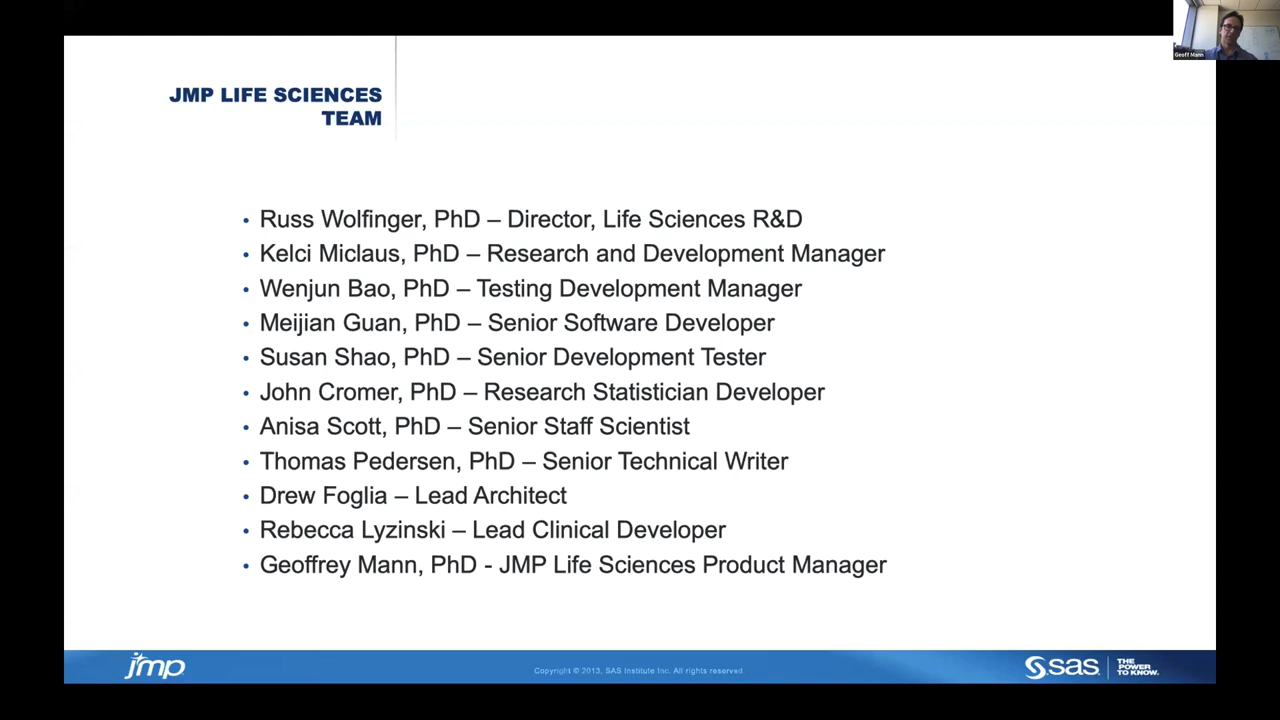 Geoff Mann
JMP LIFE SCIENCES
TEAM
• Russ Wolfinger, PhD – Director, Life Sciences R&D
• Kelci Miclaus, PhD – Research and Development Manager
• Wenjun Bao, PhD – Testing Development Manager
• Meijian Guan, PhD – Senior Software Developer
• Susan Shao, PhD – Senior Development Tester
• John Cromer, PhD – Research Statistician Developer
• Anisa Scott, PhD – Senior Staff Scientist
• Thomas Pedersen, PhD – Senior Technical Writer
• Drew Foglia – Lead Architect
• Rebecca Lyzinski – Lead Clinical Developer
• Geoffrey Mann, PhD - JMP Life Sciences Product Manager
jmp
Copyright © 2013, SAS Institute Inc. All rights reserved
sas
THE
POWER
TO KNOW.